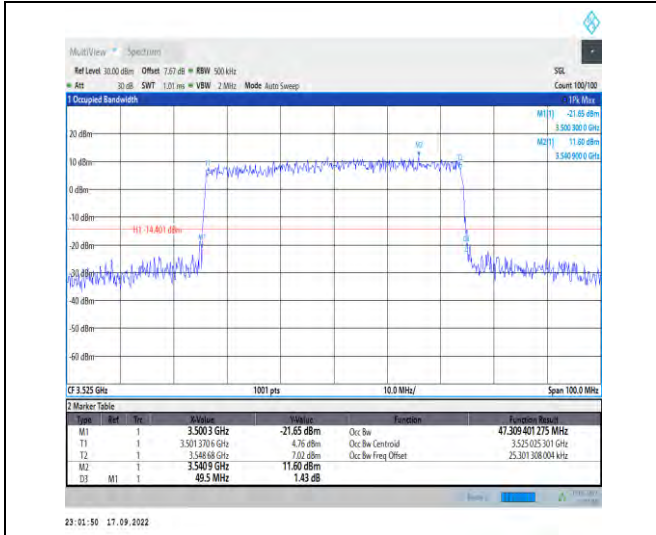 MultiView Spectrum
Ref Level 30.00 dBm Offset 7.67 dB RBW 500 kHz SGL
Att 30 dB SWT 1.01 ms VBW 2 MHz Mode Auto Sweep Count 100/100
1 Occupied Bandwidth 1Pk Max
M1[1] -21.65 dBm
3.500 300 0 GHz
M2[1] 11.60 dBm
3.540 900 0 GHz
20 dBm
10 dBm
0 dBm
-10 dBm
H1 -14.401 dBm
-20 dBm
-30 dBm
-40 dBm
-50 dBm
-60 dBm
M1
M2
T1
CF 3.525 GHz 1001 pts 10.0 MHz/ Span 100.0 MHz
2 Marker Table
Type Ref Trc X-Value Y-Value Function Function Result
M1 1 3.5003 GHz -21.65 dBm Occ Bw 47.309 401 275 MHz
T1 1 3.501 370 6 GHz 4.76 dBm Occ Bw Centroid 3.525 025 301 GHz
T2 1 3.548 68 GHz 7.02 dBm Occ Bw Freq Offset 25.301 308 004 kHz
M2 1 3.540 9 GHz 11.60 dBm
D3 M1 1 49.5 MHz 1.43 dB
23:01:50 17.09.2022